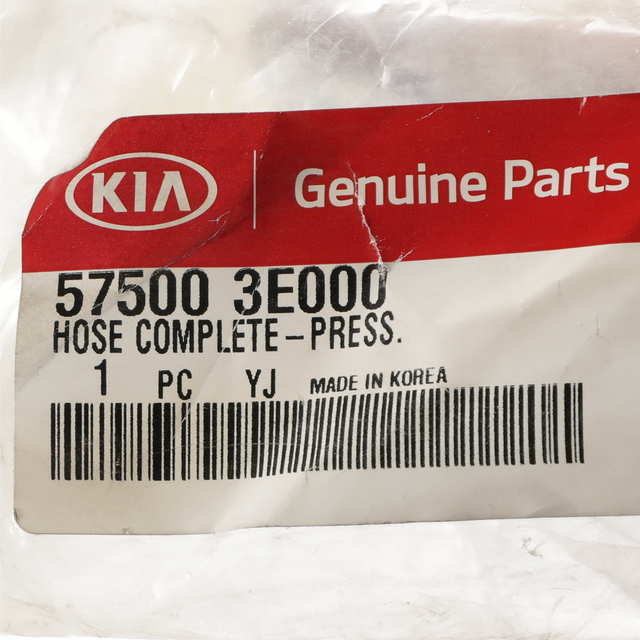 KIA Genuine Parts
57500 3E000
HOSE COMPLETE-PRESS.
1 PC YJ MADE IN KOREA